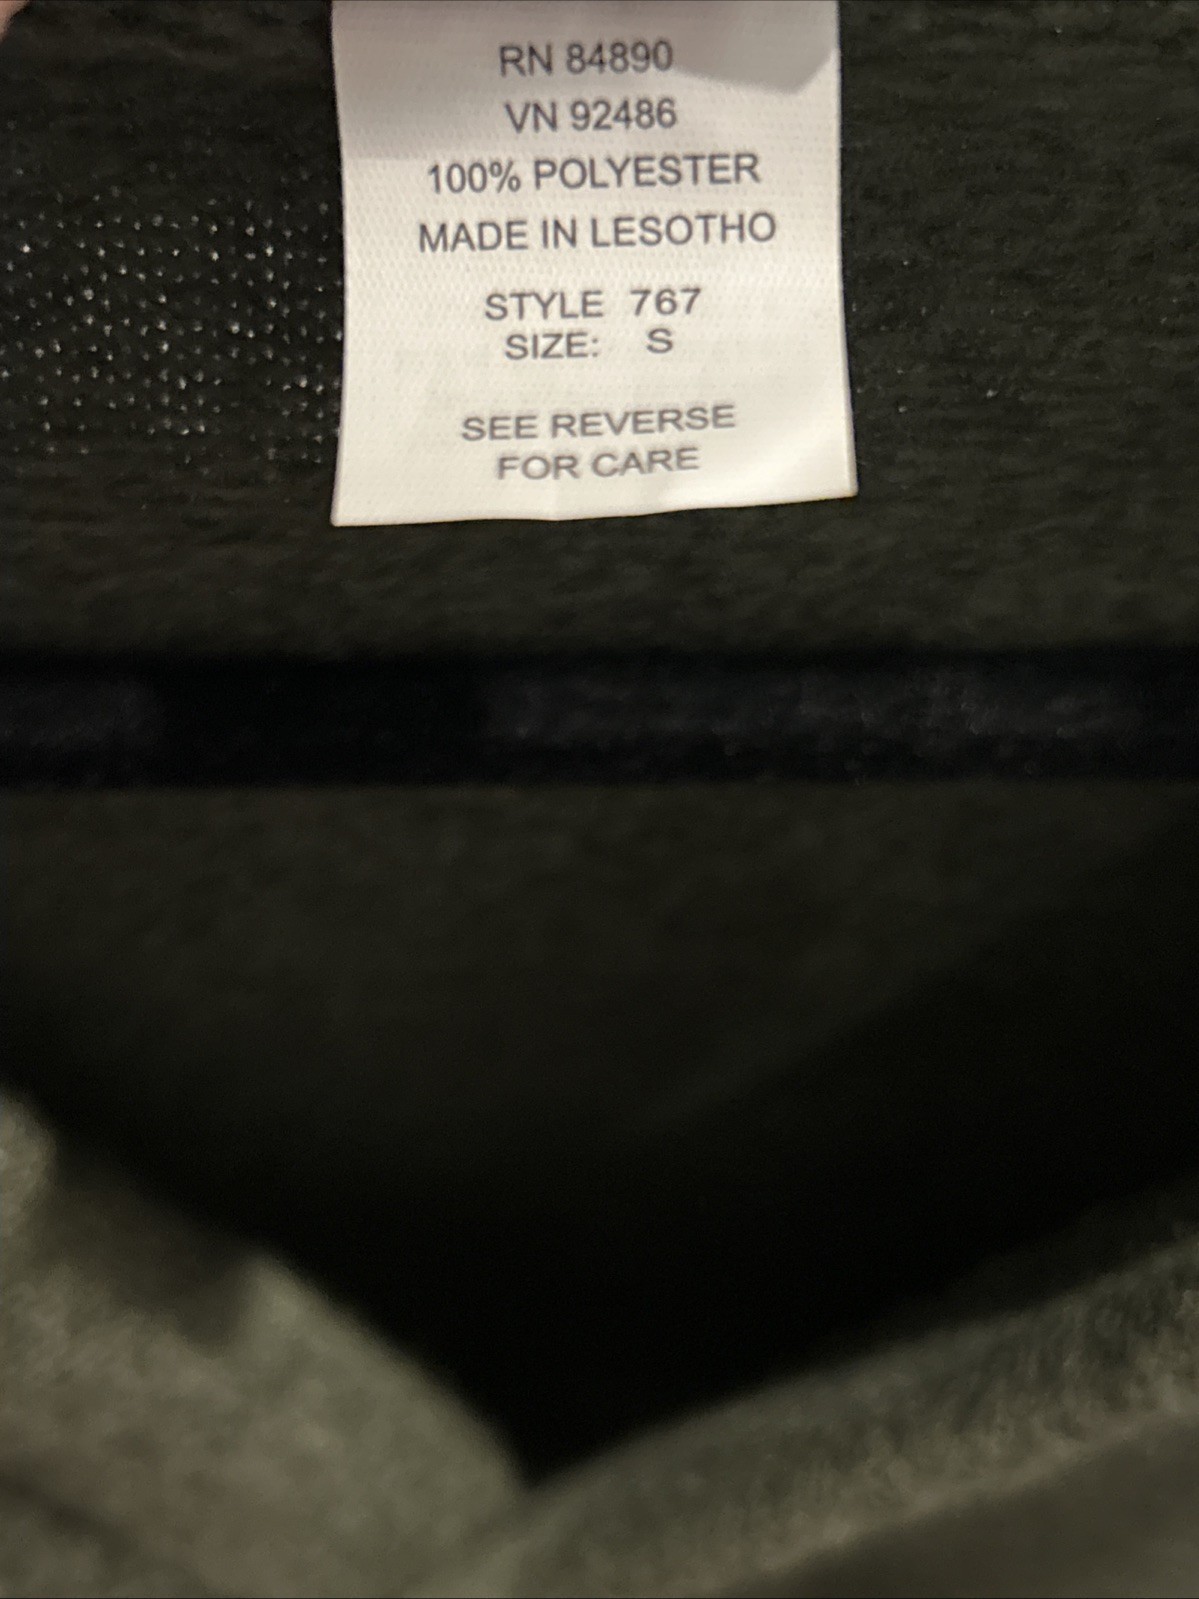 RN 84890
VN 92486
100% POLYESTER
MADE IN LESOTHO
STYLE 767
SIZE: S
SEE REVERSE
FOR CARE